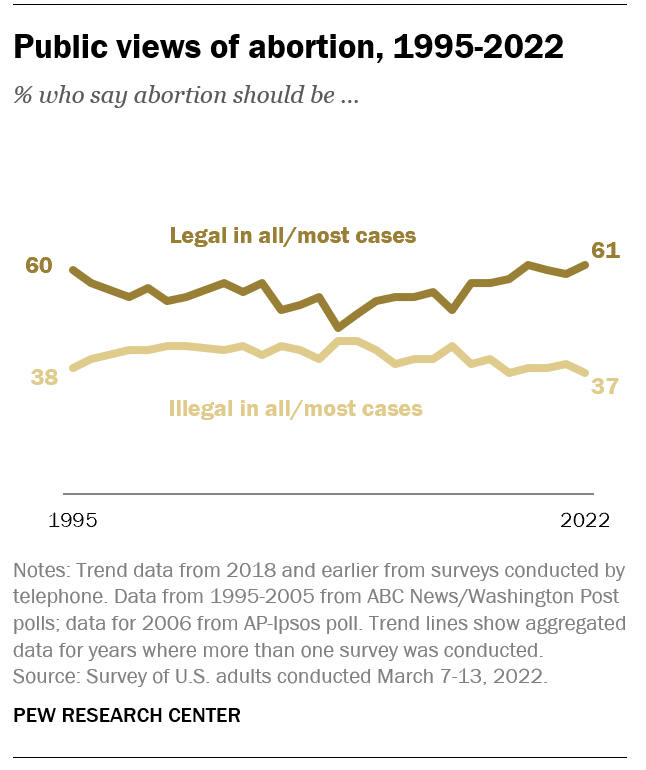 Public views of abortion, 1995-2022
% who say abortion should be ...
Legal in all/most cases
60
61
38
37
Illegal in all/most cases
1995
2022
Notes: Trend data from 2018 and earlier from surveys conducted by
telephone. Data from 1995-2005 from ABC News/Washington Post
polls; data for 2006 from AP-Ipsos poll. Trend lines show aggregated
data for years where more than one survey was conducted.
Source: Survey of U.S. adults conducted March 7-13, 2022.
PEW RESEARCH CENTER